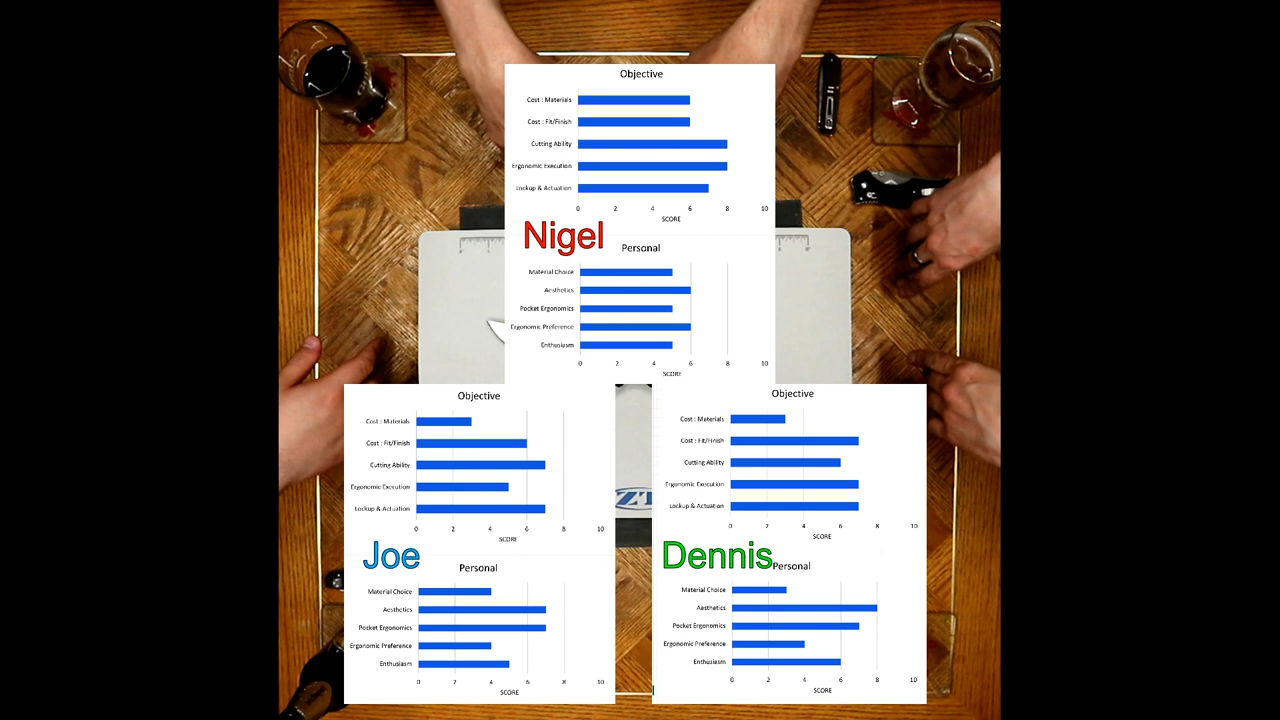 Objective
Cost : Materials
Cost : Fit/Finish
Cutting Ability
Ergonomic Execution
Lockup & Actuation
0 2 4 6 8 10
SCORE
Nigel
Personal
Material Choice
Aesthetics
Pocket Ergonomics
Ergonomic Preference
Enthusiasm
0 2 4 6 8 10
SCORE
Objective
Cost : Materials
Cost : Fit/Finish
Cutting Ability
Ergonomic Execution
Lockup & Actuation
0 2 4 6 8 10
SCORE
Joe
Personal
Material Choice
Aesthetics
Pocket Ergonomics
Ergonomic Preference
Enthusiasm
0 2 4 6 8 10
SCORE
ZT
Objective
Cost : Materials
Cost : Fit/Finish
Cutting Ability
Ergonomic Execution
Lockup & Actuation
0 2 4 6 8 10
SCORE
Dennis
Personal
Material Choice
Aesthetics
Pocket Ergonomics
Ergonomic Preference
Enthusiasm
0 2 4 6 8 10
SCORE